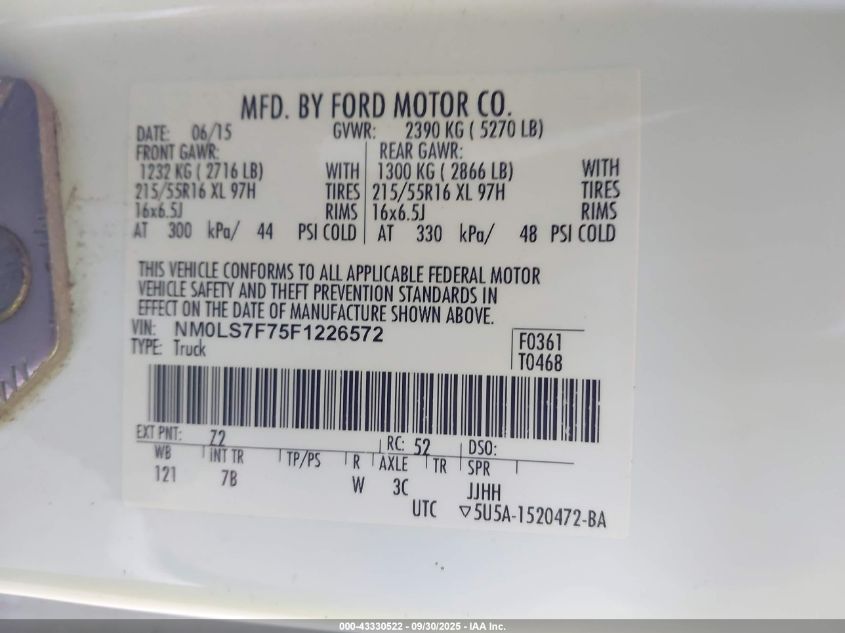 MFD. BY FORD MOTOR CO.
DATE: 06/15 GVWR: 2390 KG ( 5270 LB)
FRONT GAWR: REAR GAWR:
1232 KG ( 2716 LB) WITH 1300 KG ( 2866 LB) WITH
215/55R16 XL 97H TIRES 215/55R16 XL 97H TIRES
16x6.5J RIMS 16x6.5J RIMS
AT 300 kPa/ 44 PSI COLD AT 330 kPa/ 48 PSI COLD
THIS VEHICLE CONFORMS TO ALL APPLICABLE FEDERAL MOTOR
VEHICLE SAFETY AND THEFT PREVENTION STANDARDS IN
EFFECT ON THE DATE OF MANUFACTURE SHOWN ABOVE.
VIN: NM0LS7F75F1226572
TYPE: Truck
F0361
T0468
EXT PNT: Z2 RC: 52 DSO:
WB INT TR TP/PS R AXLE TR SPR
121 7B W 3C JJHH
UTC ▽5U5A-1520472-BA
000-43330522 - 09/30/2025 - IAA Inc.